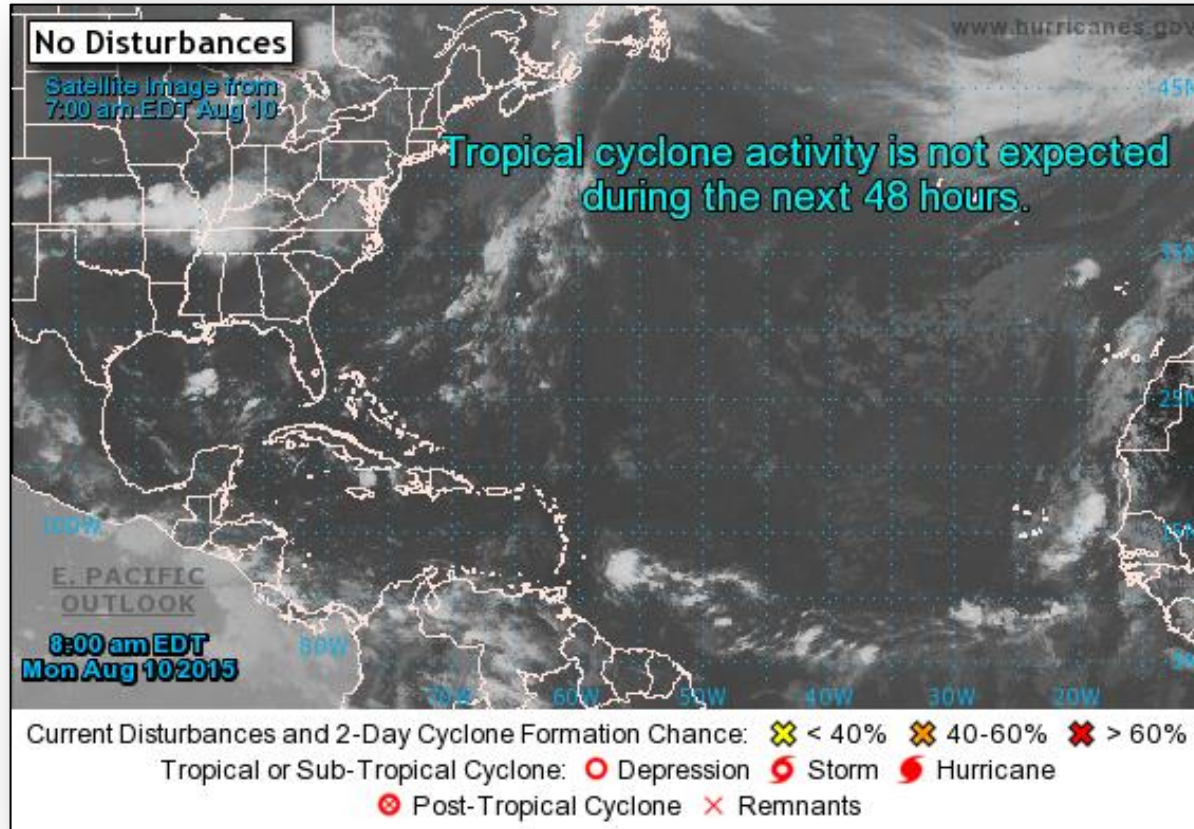 No Disturbances
www.hurricanes.gov
Satellite Image from
7:00 am EDT Aug 10
45N
Tropical cyclone activity is not expected
during the next 48 hours.
35N
25N
100W
15N
E. PACIFIC
OUTLOOK
8:00 am EDT
Mon Aug 10 2015
80W
5N
70W 60W 50W 40W 30W 20W
Current Disturbances and 2-Day Cyclone Formation Chance: < 40% 40-60% > 60%
Tropical or Sub-Tropical Cyclone: Depression Storm Hurricane
Post-Tropical Cyclone Remnants